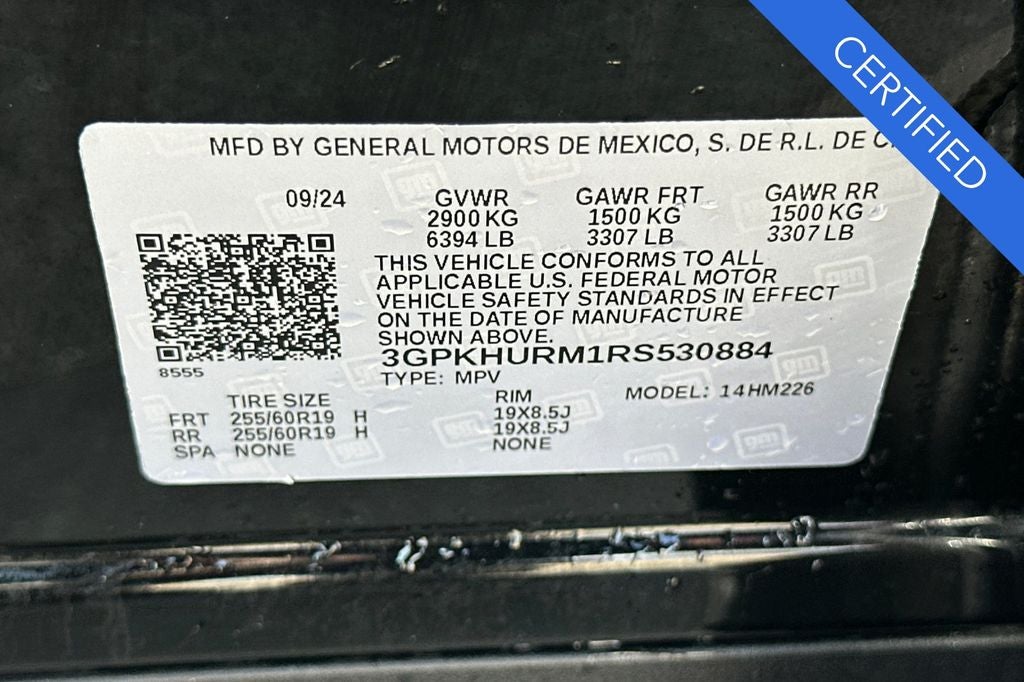 CERTIFIED
MFD BY GENERAL MOTORS DE MEXICO, S. DE R.L. DE C.
09/24 GVWR GAWR FRT GAWR RR
2900 KG 1500 KG 1500 KG
6394 LB 3307 LB 3307 LB
THIS VEHICLE CONFORMS TO ALL
APPLICABLE U.S. FEDERAL MOTOR
VEHICLE SAFETY STANDARDS IN EFFECT
ON THE DATE OF MANUFACTURE
SHOWN ABOVE.
3GPKHURM1RS530884
8555
TYPE: MPV MODEL: 14HM226
TIRE SIZE RIM
FRT 255/60R19 H 19X8.5J
RR 255/60R19 H 19X8.5J
SPA NONE NONE